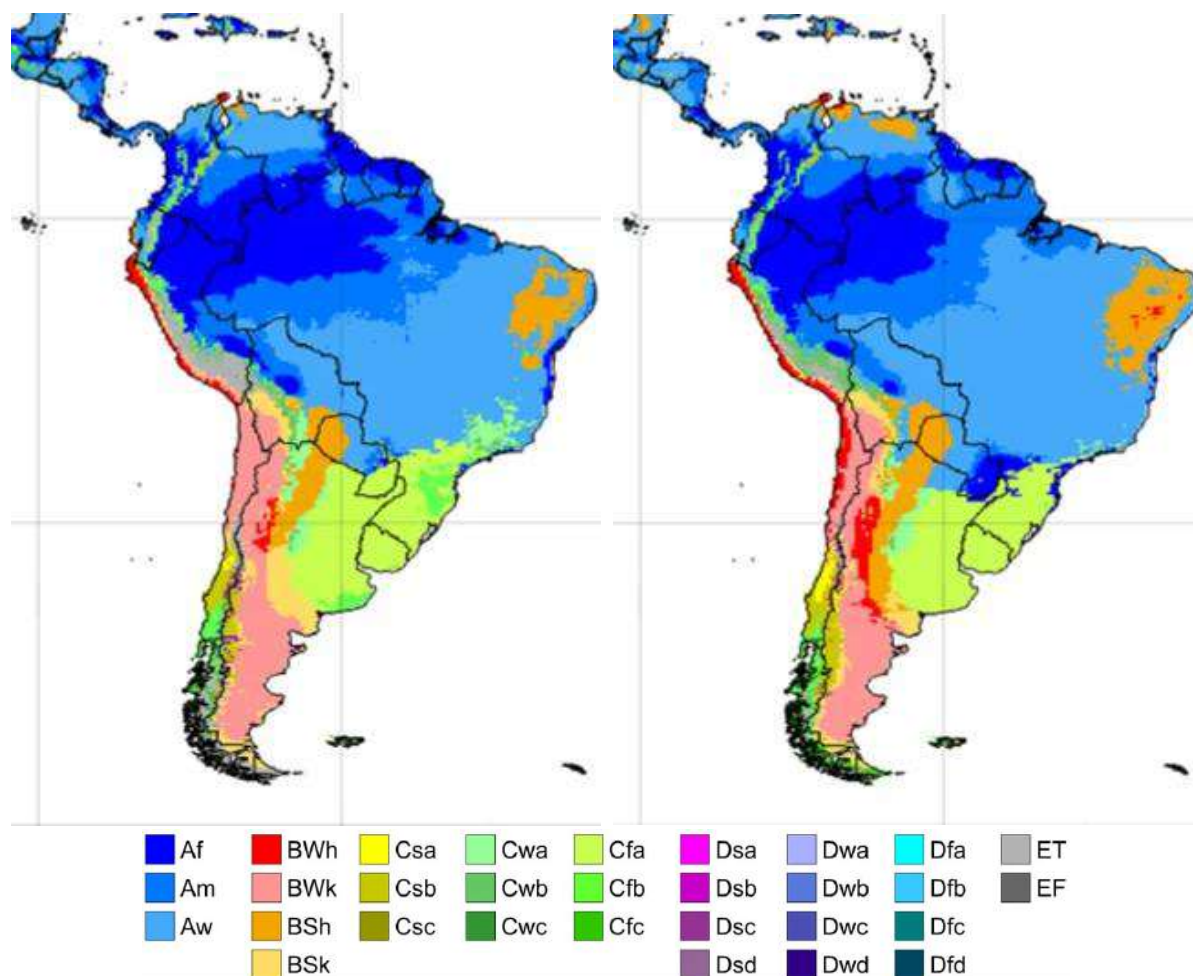 Af BWh Csa Cwa Cfa Dsa Dwa Dfa ET
Am BWk Csb Cwb Cfb Dsb Dwb Dfb EF
Aw BSh Csc Cwc Cfc Dsc Dwc Dfc
BSk Dsd Dwd Dfd